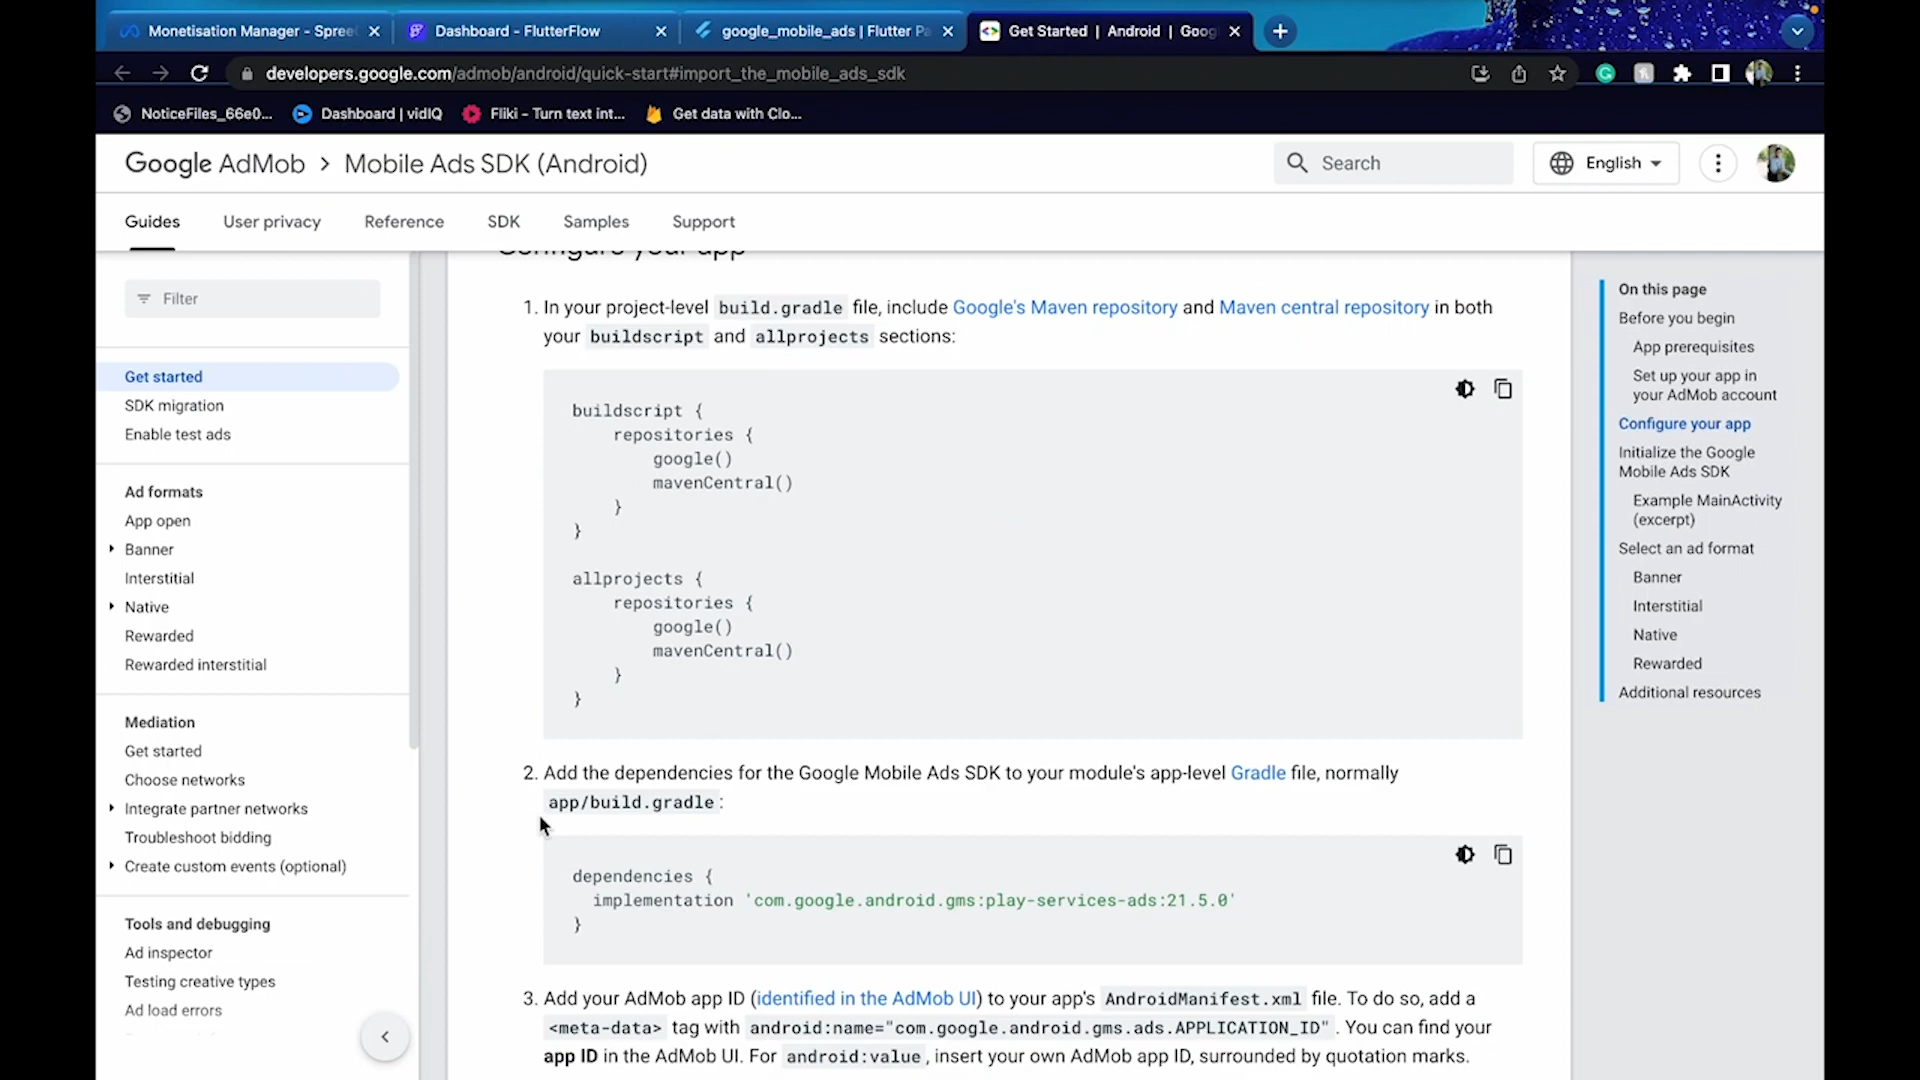 Monetisation Manager - Spree
Dashboard - FlutterFlow
google_mobile_ads | Flutter Pa
Get Started | Android | Goog
developers.google.com/admob/android/quick-start#import_the_mobile_ads_sdk
NoticeFiles_66e0...
Dashboard | vidIQ
Fliki - Turn text int...
Get data with Clo...
Google AdMob > Mobile Ads SDK (Android)
Search
English
Guides
User privacy
Reference
SDK
Samples
Support
Filter
Get started
SDK migration
Enable test ads
Ad formats
App open
Banner
Interstitial
Native
Rewarded
Rewarded interstitial
Mediation
Get started
Choose networks
Integrate partner networks
Troubleshoot bidding
Create custom events (optional)
Tools and debugging
Ad inspector
Testing creative types
Ad load errors
Configure your app
1. In your project-level build.gradle file, include Google's Maven repository and Maven central repository in both
your buildscript and allprojects sections:
buildscript {
repositories {
google()
mavenCentral()
}
}
allprojects {
repositories {
google()
mavenCentral()
}
}
2. Add the dependencies for the Google Mobile Ads SDK to your module's app-level Gradle file, normally
app/build.gradle:
dependencies {
implementation 'com.google.android.gms:play-services-ads:21.5.0'
}
3. Add your AdMob app ID (identified in the AdMob UI) to your app's AndroidManifest.xml file. To do so, add a
<meta-data> tag with android:name="com.google.android.gms.ads.APPLICATION_ID". You can find your
app ID in the AdMob UI. For android:value, insert your own AdMob app ID, surrounded by quotation marks.
On this page
Before you begin
App prerequisites
Set up your app in
your AdMob account
Configure your app
Initialize the Google
Mobile Ads SDK
Example MainActivity
(excerpt)
Select an ad format
Banner
Interstitial
Native
Rewarded
Additional resources